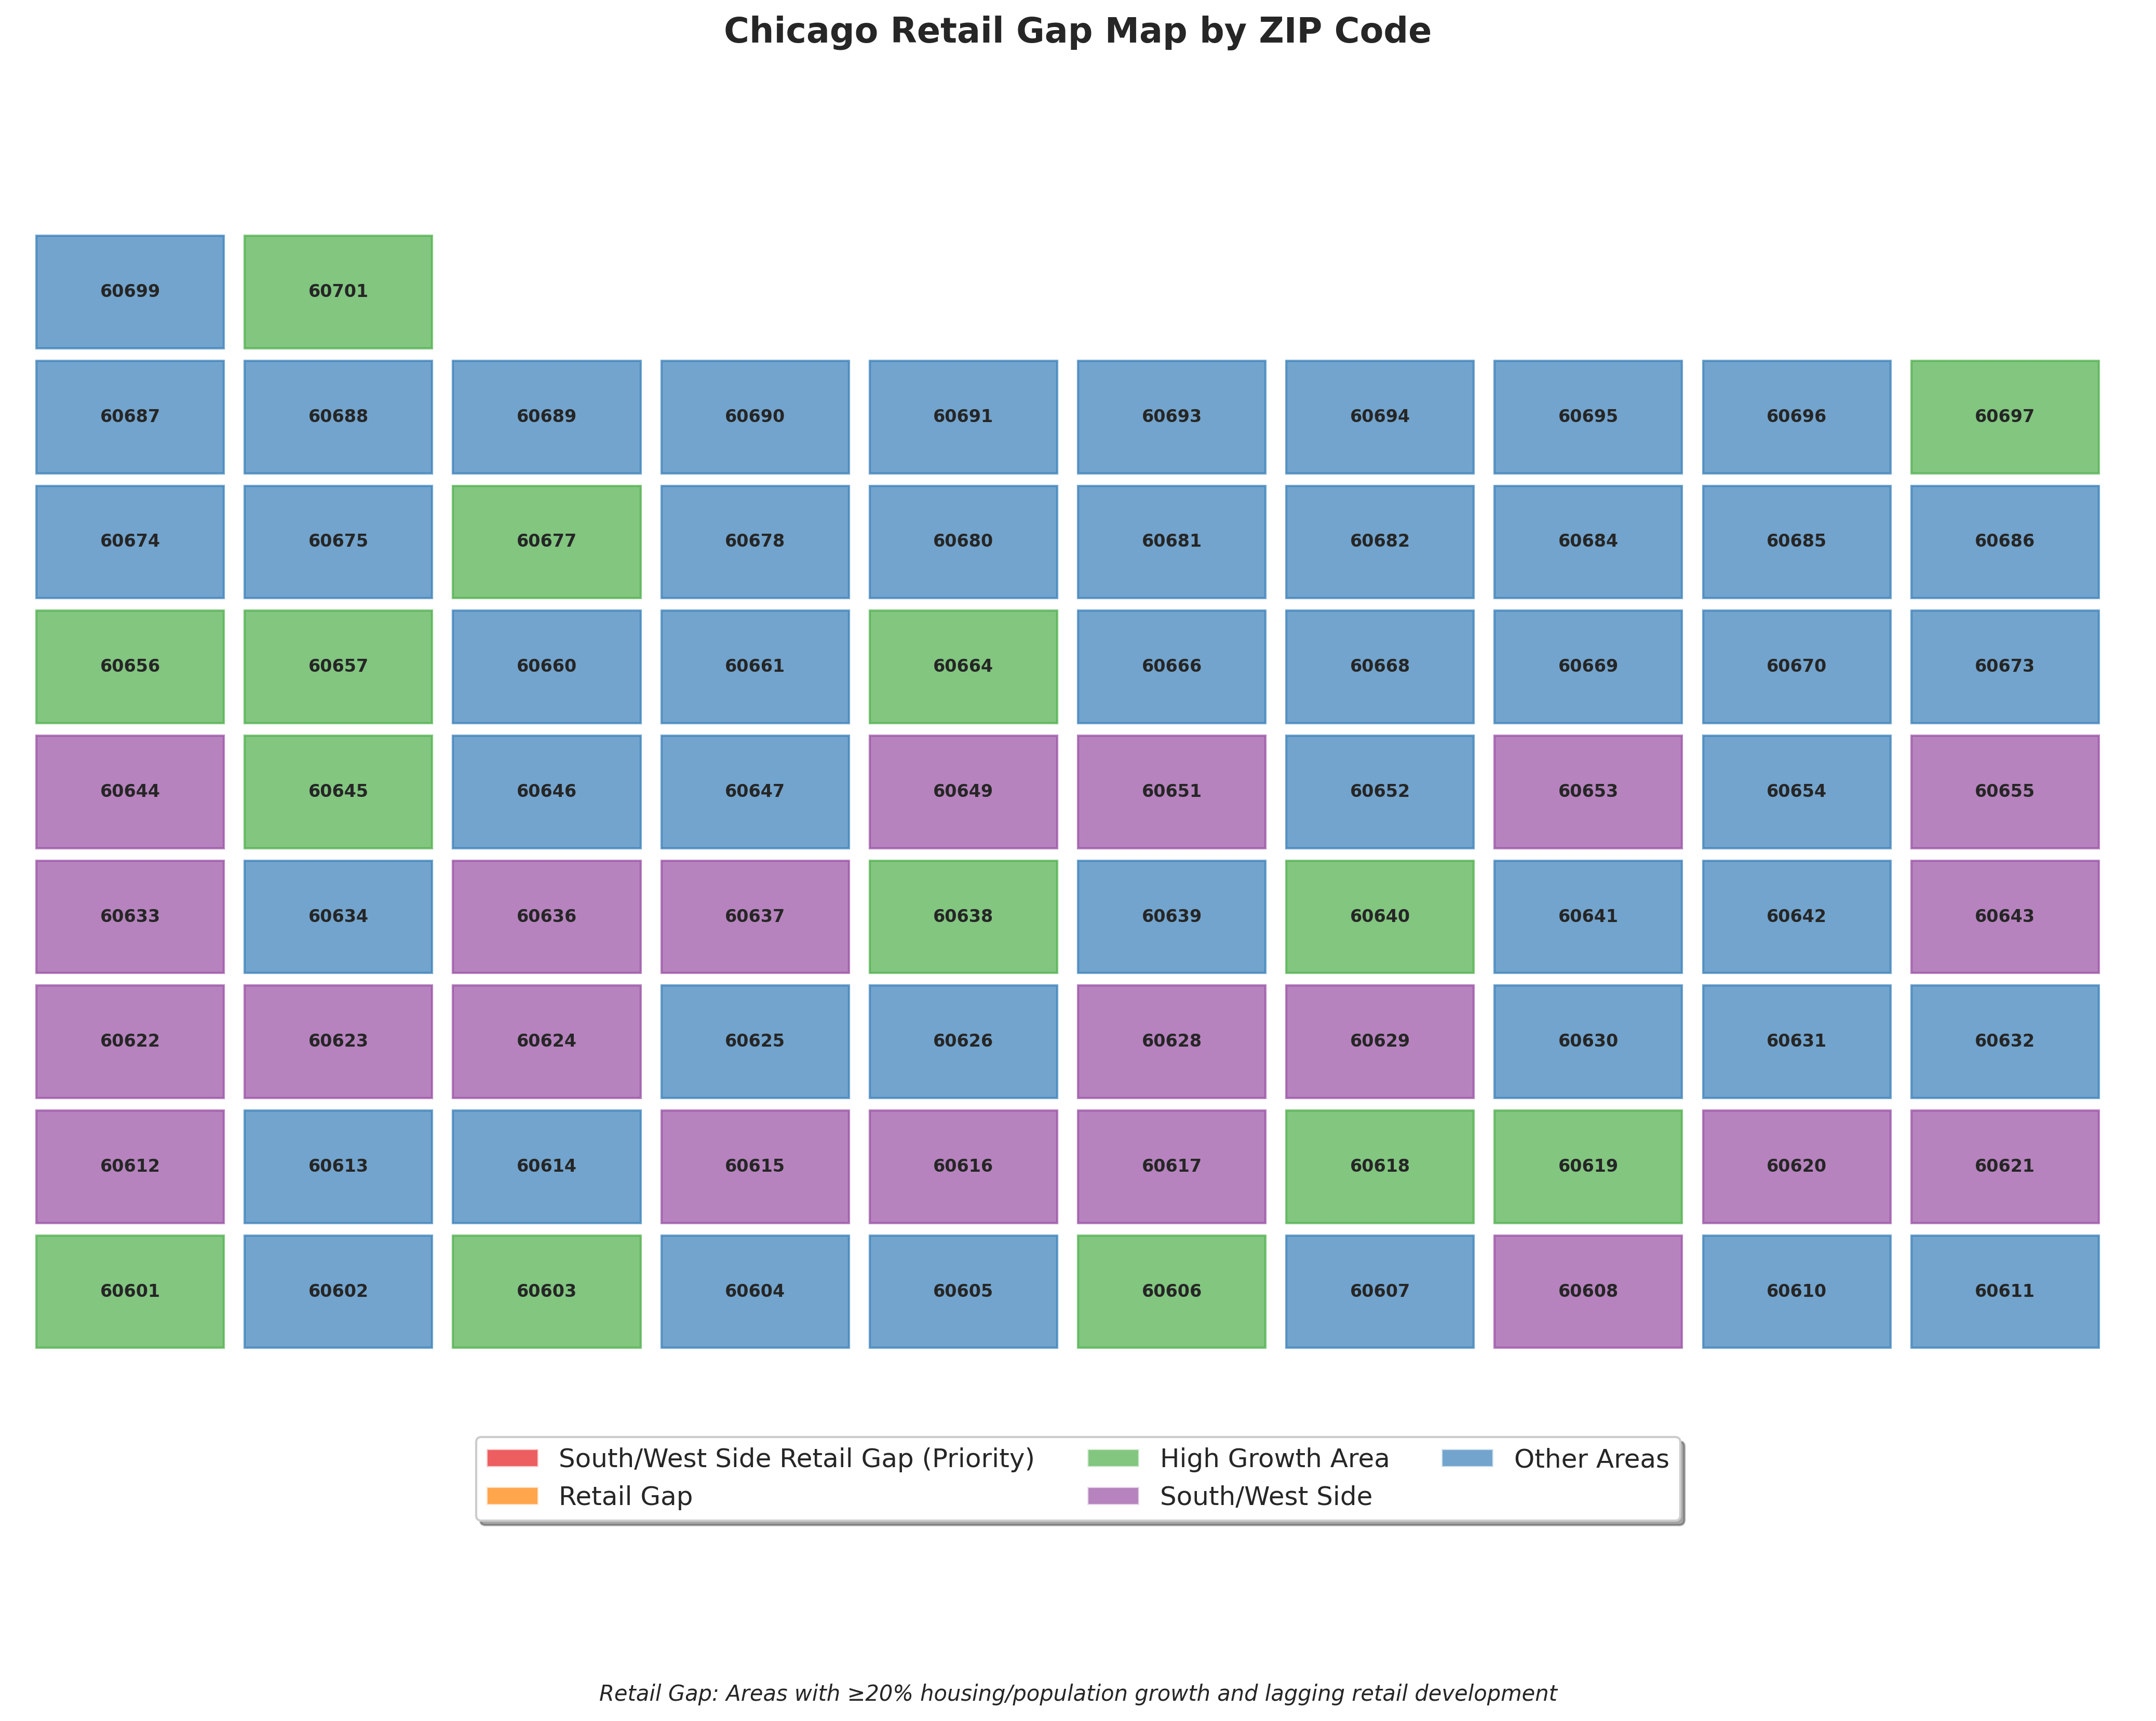 Chicago Retail Gap Map by ZIP Code
60699 60701
60687 60688 60689 60690 60691 60693 60694 60695 60696 60697
60674 60675 60677 60678 60680 60681 60682 60684 60685 60686
60656 60657 60660 60661 60664 60666 60668 60669 60670 60673
60644 60645 60646 60647 60649 60651 60652 60653 60654 60655
60633 60634 60636 60637 60638 60639 60640 60641 60642 60643
60622 60623 60624 60625 60626 60628 60629 60630 60631 60632
60612 60613 60614 60615 60616 60617 60618 60619 60620 60621
60601 60602 60603 60604 60605 60606 60607 60608 60610 60611
South/West Side Retail Gap (Priority) High Growth Area Other Areas
Retail Gap South/West Side
Retail Gap: Areas with ≥20% housing/population growth and lagging retail development